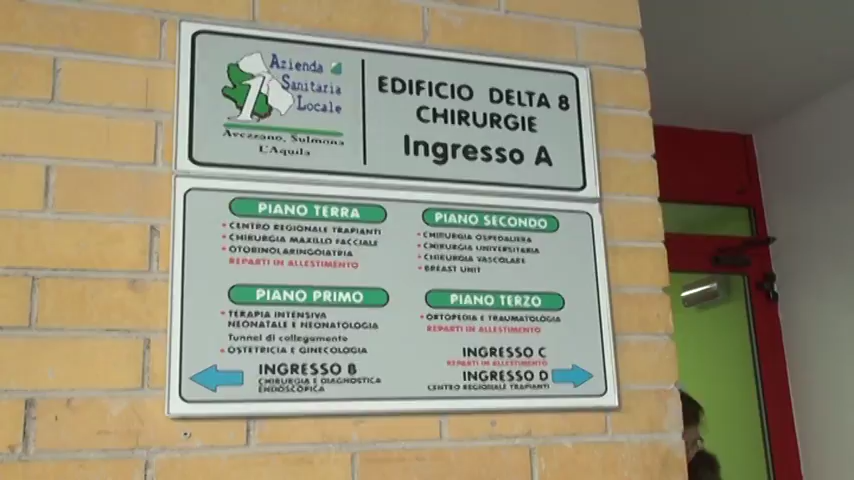 1
Azienda
Sanitaria
Locale
Avezzano, Sulmona
L'Aquila
EDIFICIO DELTA 8
CHIRURGIE
Ingresso A
PIANO TERRA
• CENTRO REGIONALE TRAPIANTI
• CHIRURGIA MAXILLO FACCIALE
• OTORINOLARINGOIATRIA
REPARTI IN ALLESTIMENTO
PIANO PRIMO
• TERAPIA INTENSIVA
NEONATALE E NEONATOLOGIA
Tunnel di collegamento
• OSTETRICIA E GINECOLOGIA
INGRESSO B
CHIRURGIA E DIAGNOSTICA
ENDOSCOPICA
PIANO SECONDO
• CHIRURGIA OSPEDALIERA
• CHIRURGIA UNIVERSITARIA
• CHIRURGIA VASCOLARE
• BREAST UNIT
PIANO TERZO
• ORTOPEDIA E TRAUMATOLOGIA
REPARTI IN ALLESTIMENTO
INGRESSO C
REPARTI IN ALLESTIMENTO
INGRESSO D
CENTRO REGIONALE TRAPIANTI